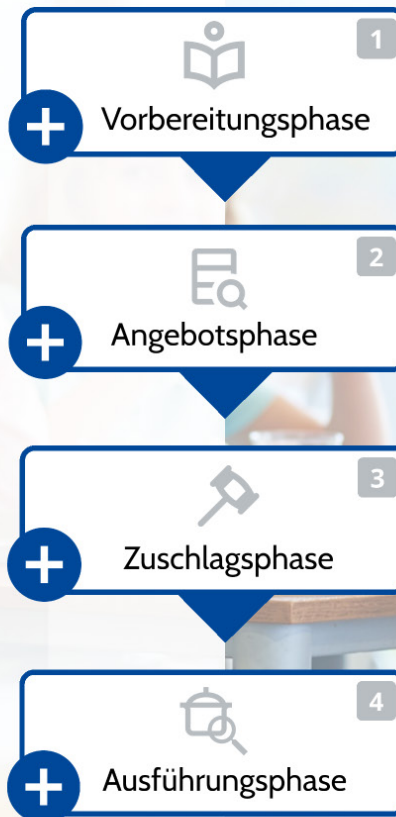 1
Vorbereitungsphase
2
Angebotsphase
3
Zuschlagsphase
4
Ausführungsphase